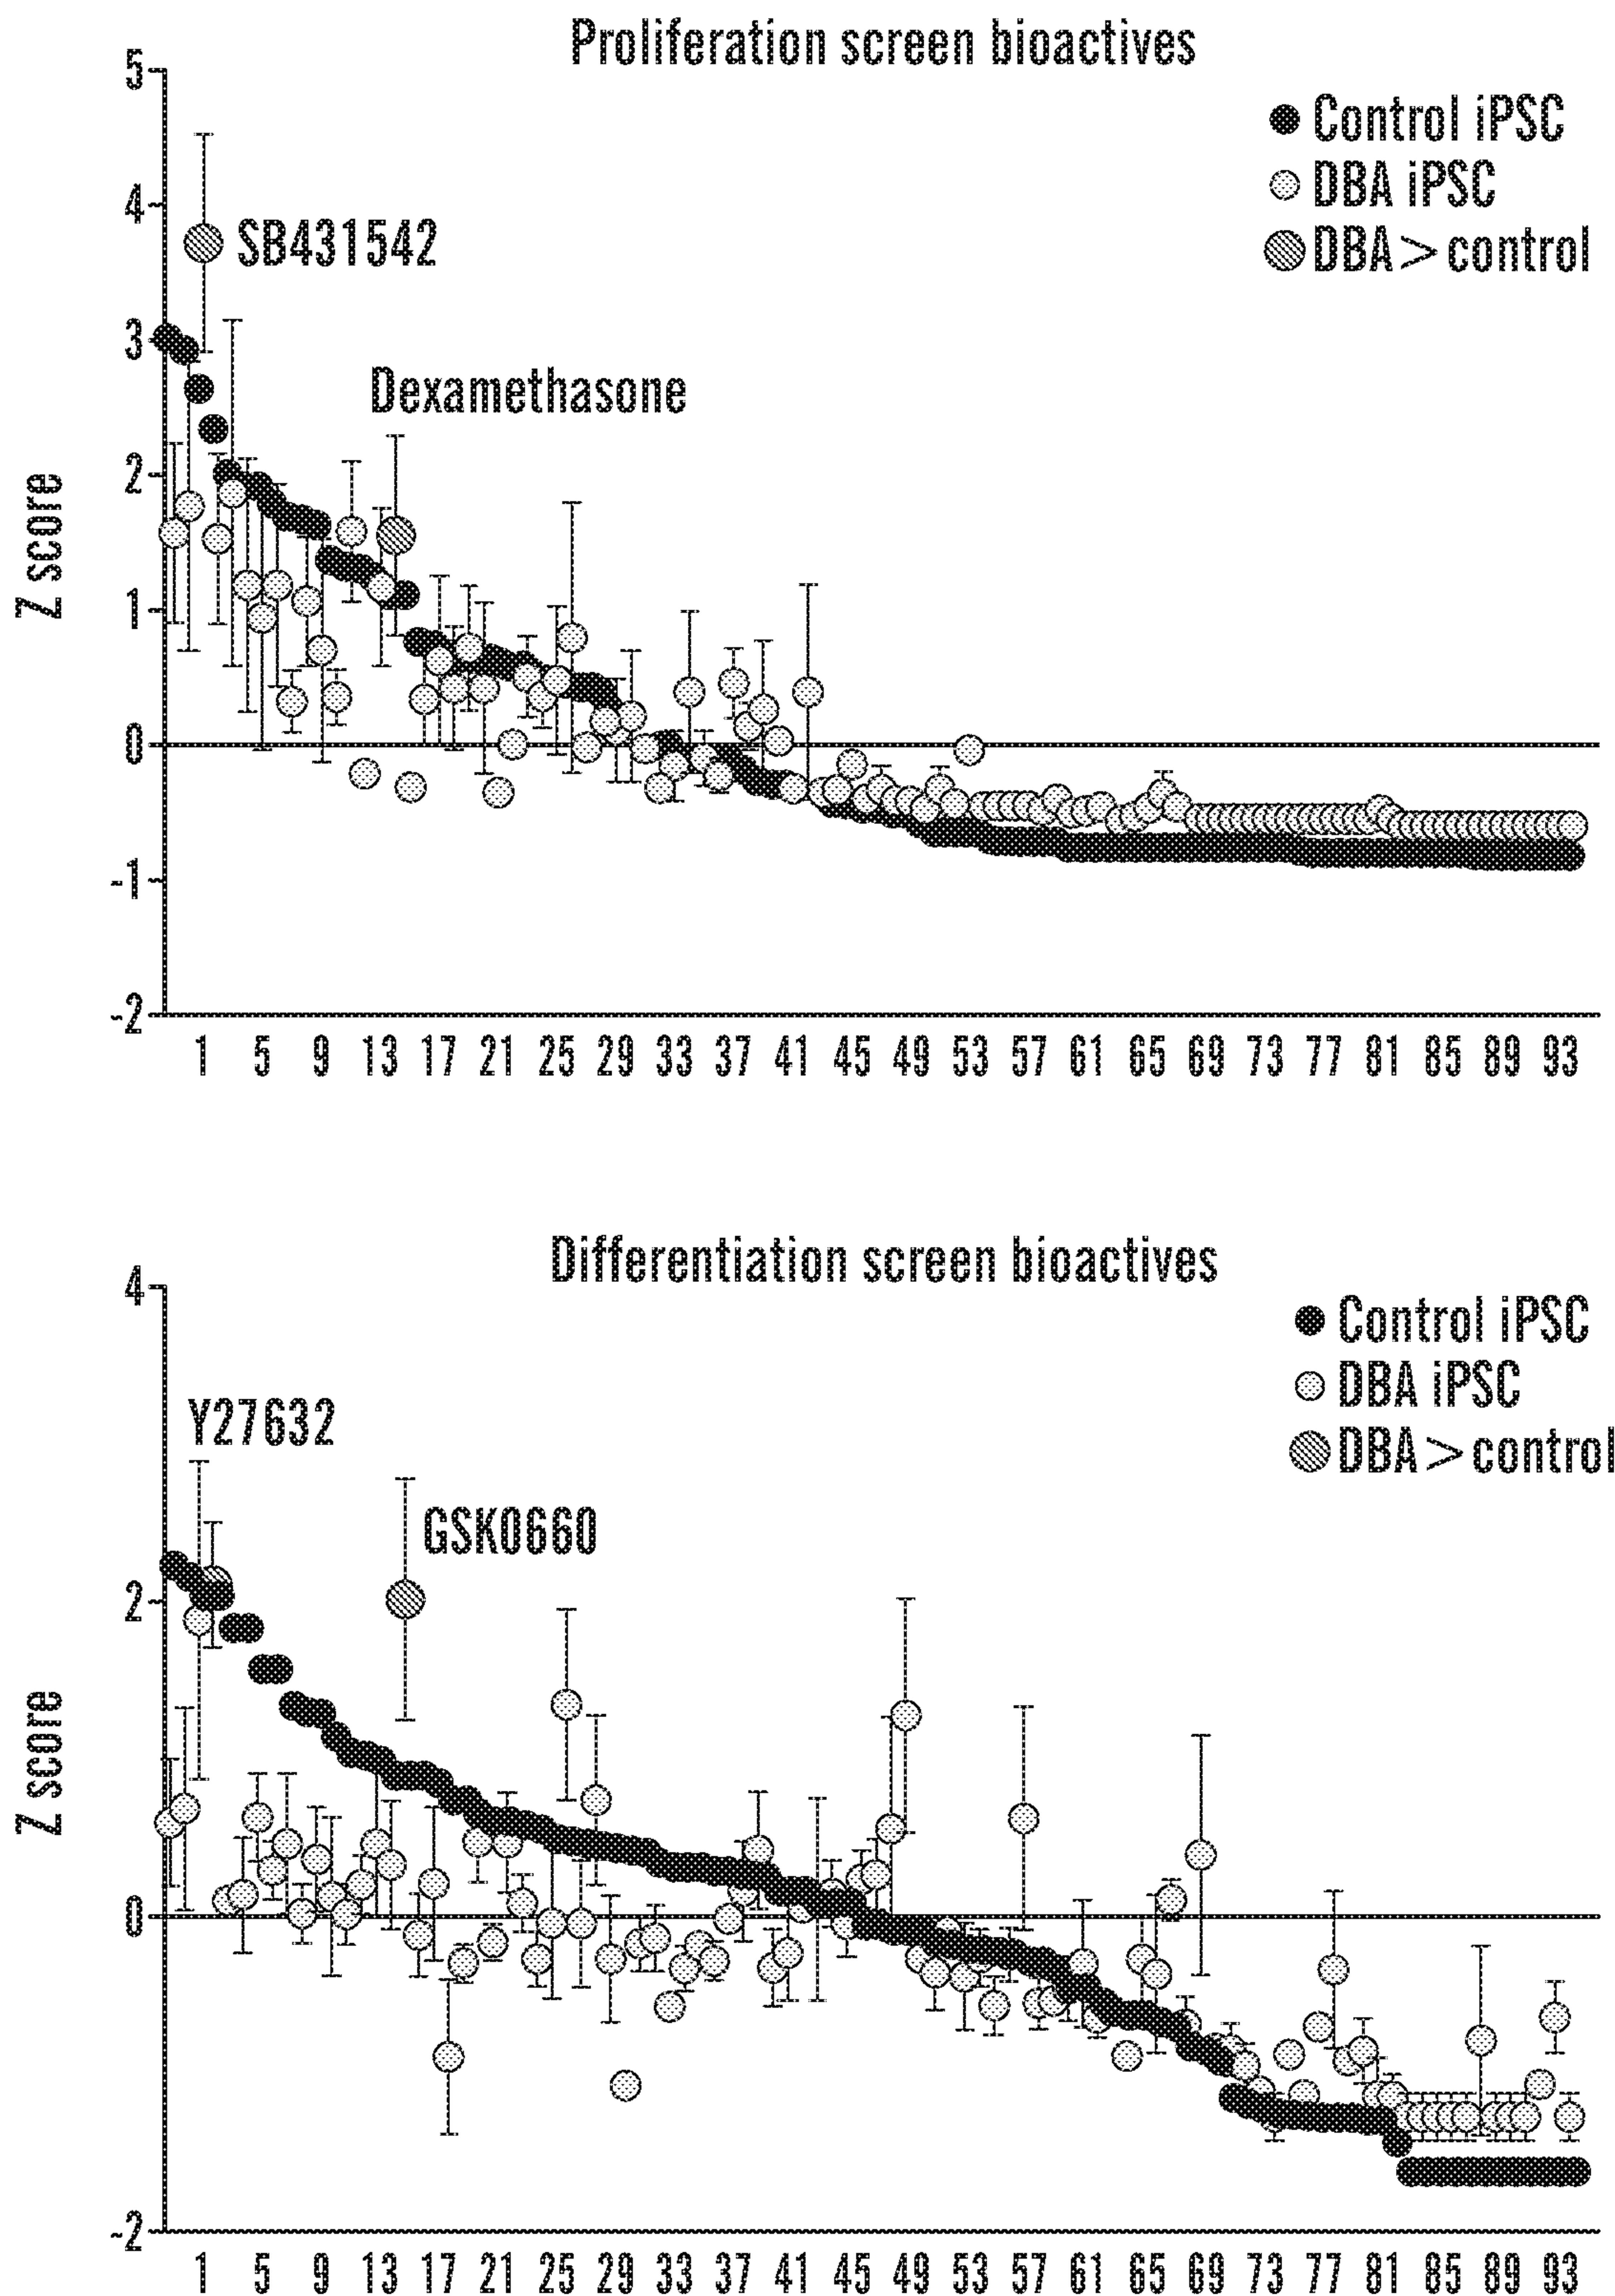 Proliferation screen bioactives
5
4
3
2
1
0
-1
-2
Z score
Control iPSC
DBA iPSC
DBA > control
SB431542
Dexamethasone
1 5 9 13 17 21 25 29 33 37 41 45 49 53 57 61 65 69 73 77 81 85 89 93
Differentiation screen bioactives
4
2
0
-2
Z score
Control iPSC
DBA iPSC
DBA > control
Y27632
GSK0660
1 5 9 13 17 21 25 29 33 37 41 45 49 53 57 61 65 69 73 77 81 85 89 93